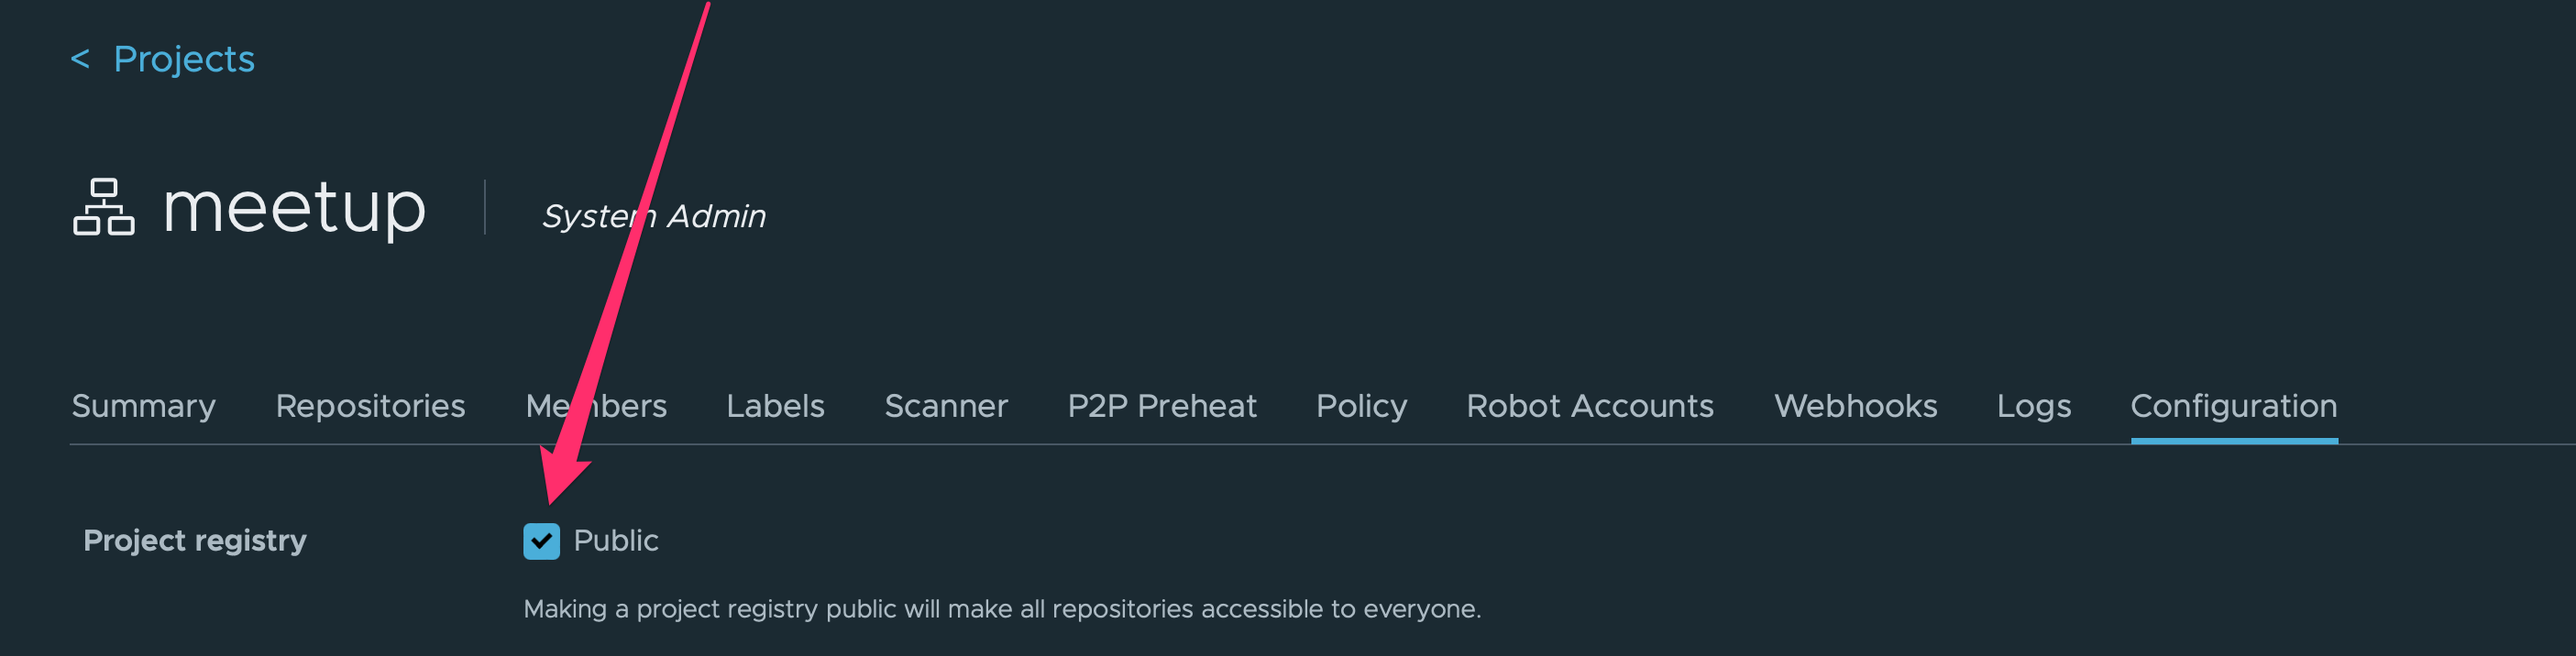 < Projects
meetup System Admin
Summary Repositories Members Labels Scanner P2P Preheat Policy Robot Accounts Webhooks Logs Configuration
Project registry Public
Making a project registry public will make all repositories accessible to everyone.